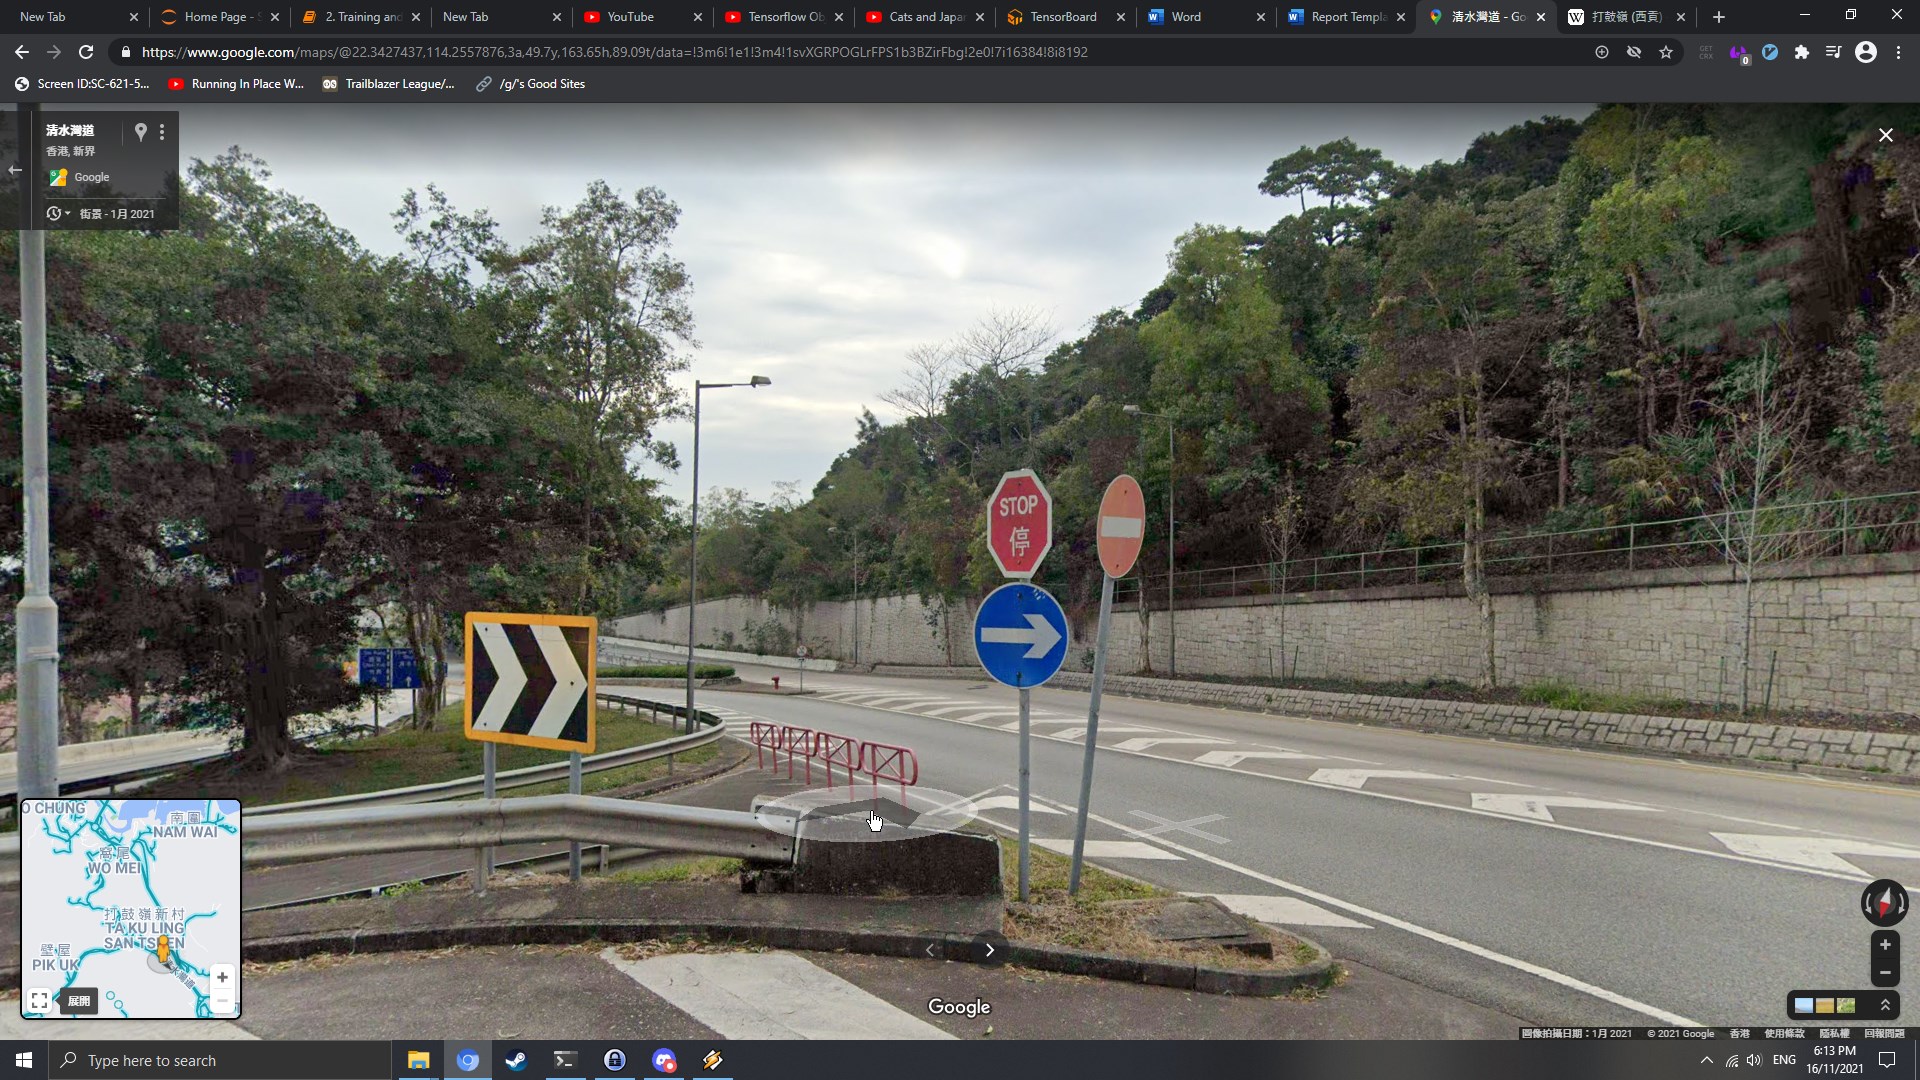 New Tab
Home Page - S
2. Training and
New Tab
YouTube
Tensorflow Ob
Cats and Japan
TensorBoard
Word
Report Templa
清水灣道 - Go
打鼓嶺 (西貢)
https://www.google.com/maps/@22.3427437,114.2557876,3a,49.7y,163.65h,89.09t/data=!3m6!1e1!3m4!1svXGRPOGLrFPS1b3BZirFbg!2e0!7i16384!8i8192
GET
CRX
0
Screen ID:SC-621-5...
Running In Place W...
Trailblazer League/...
/g/'s Good Sites
清水灣道
香港, 新界
Google
街景 - 1月 2021
STOP
停
O CHUNG
南圍
NAM WAI
窩尾
WO MEI
打鼓嶺新村
TA KU LING
SAN TSUEN
壁屋
PIK UK
展開
Google
圖像拍攝日期：1月 2021
© 2021 Google
香港
使用條款
隱私權
回報問題
Type here to search
ENG
6:13 PM
16/11/2021